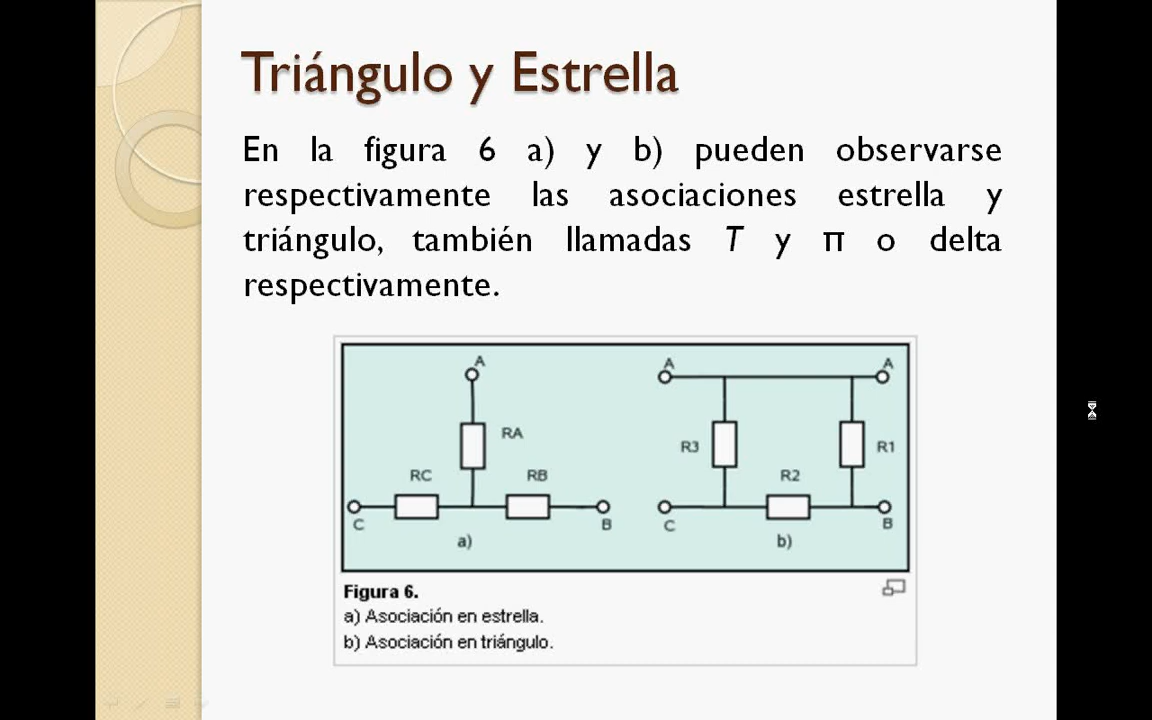 Triángulo y Estrella
En la figura 6 a) y b) pueden observarse
respectivamente las asociaciones estrella y
triángulo, también llamadas T y π o delta
respectivamente.
A
RA
RC
RB
C
B
a)
A
A
R3
R1
R2
C
B
b)
Figura 6.
a) Asociación en estrella.
b) Asociación en triángulo.